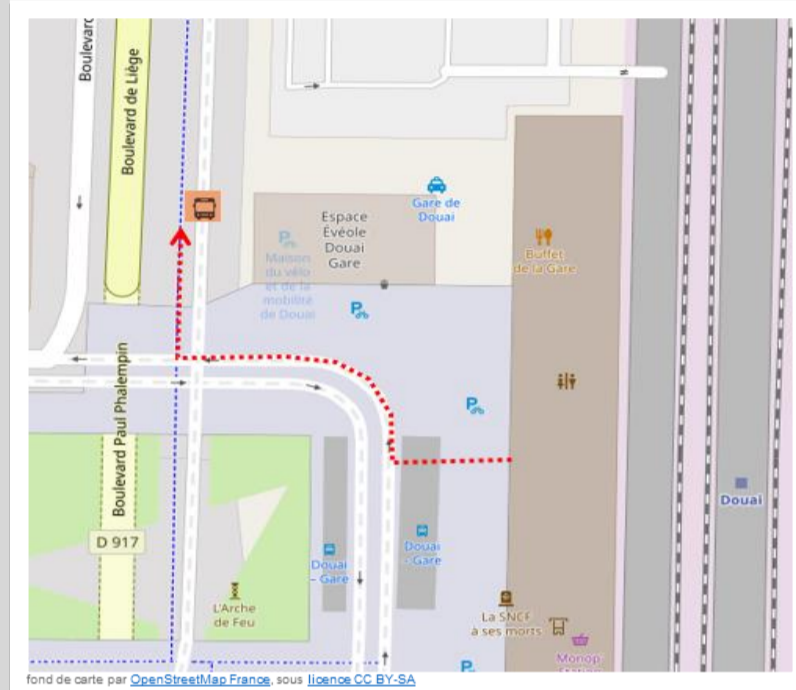 Boulevard
Boulevard de Liège
Gare de
Douai
Espace
Évéole
Douai
Gare
Maison
du vélo
et de la
mobilité
de Douai
Buffet
de la Gare
Boulevard Paul Phalempin
D 917
Douai
Douai
– Gare
Douai
- Gare
L'Arche
de Feu
La SNCF
à ses morts
Monop'
Station
fond de carte par OpenStreetMap France, sous licence CC BY-SA